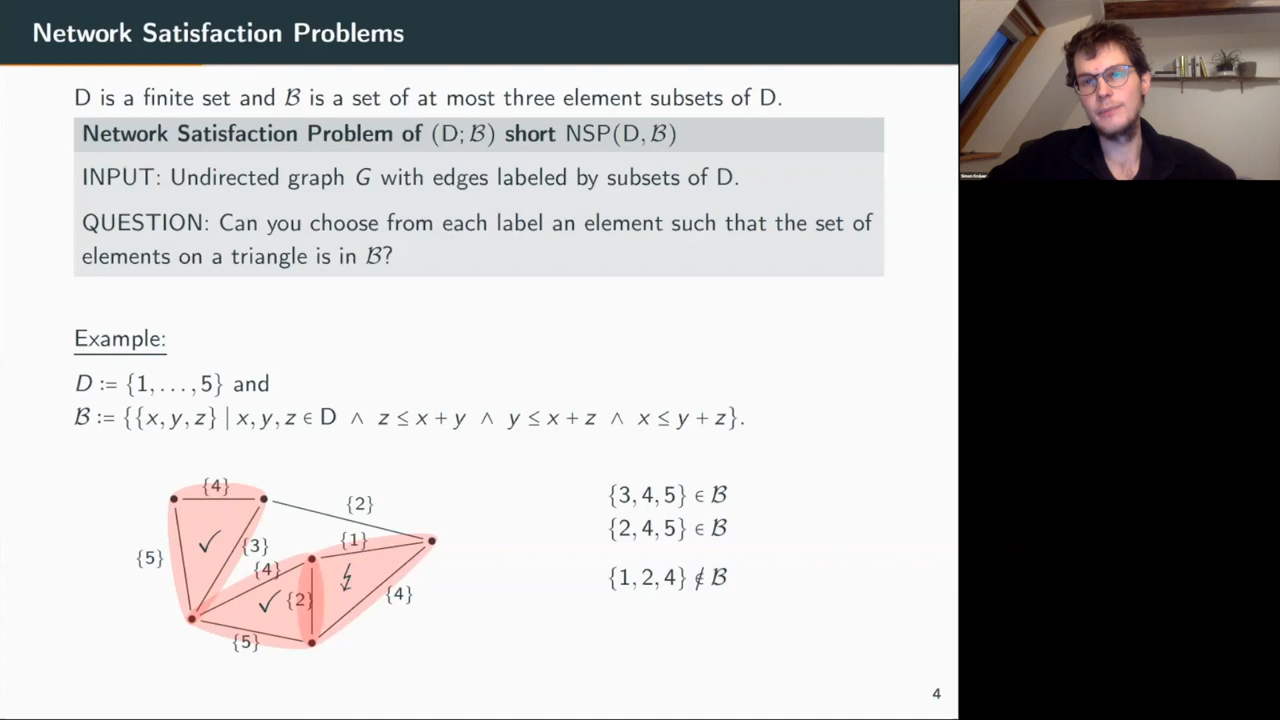 Network Satisfaction Problems
D is a finite set and ℬ is a set of at most three element subsets of D.
Network Satisfaction Problem of (D; ℬ) short NSP(D, ℬ)
INPUT: Undirected graph G with edges labeled by subsets of D.
QUESTION: Can you choose from each label an element such that the set of
elements on a triangle is in ℬ?
Example:
D := {1, . . . , 5} and
ℬ := {{x, y, z} | x, y, z ∈ D ∧ z ≤ x + y ∧ y ≤ x + z ∧ x ≤ y + z}.
{4}
{2}
{5}
{3}
{1}
{4}
{2}
{4}
{5}
{3, 4, 5} ∈ ℬ
{2, 4, 5} ∈ ℬ
{1, 2, 4} ∉ ℬ
4